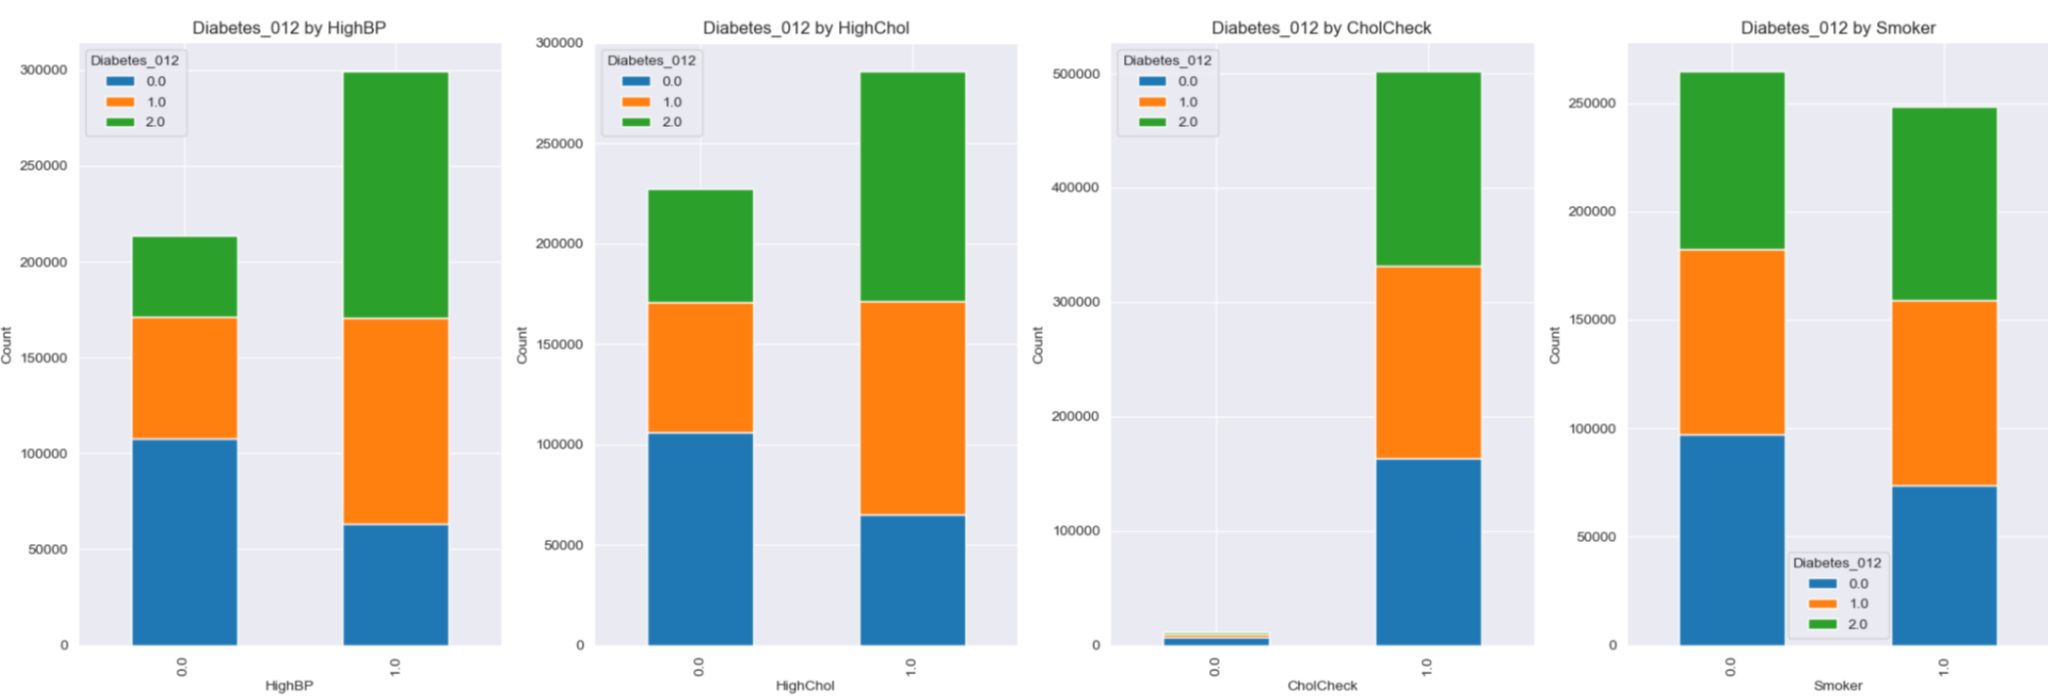 Diabetes_012 by HighBP
Diabetes_012
0.0
1.0
2.0
300000
250000
200000
150000
100000
50000
0
Count
0.0
1.0
HighBP
Diabetes_012 by HighChol
Diabetes_012
0.0
1.0
2.0
300000
250000
200000
150000
100000
50000
0
Count
0.0
1.0
HighChol
Diabetes_012 by CholCheck
Diabetes_012
0.0
1.0
2.0
500000
400000
300000
200000
100000
0
Count
0.0
1.0
CholCheck
Diabetes_012 by Smoker
250000
200000
150000
100000
50000
0
Count
Diabetes_012
0.0
1.0
2.0
0.0
1.0
Smoker